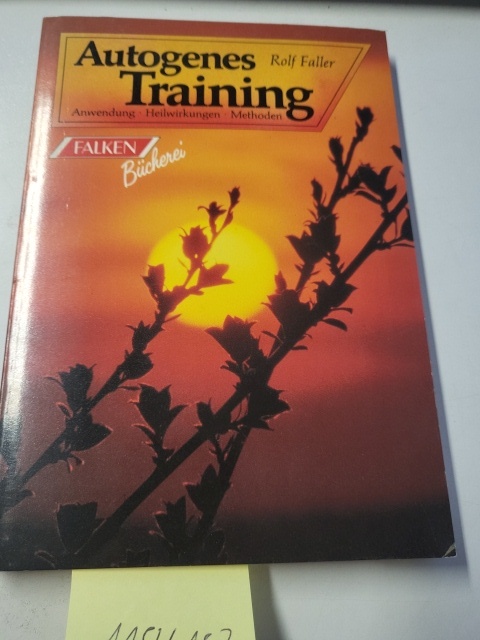 Autogenes
Rolf Faller
Training
Anwendung · Heilwirkungen · Methoden
FALKEN
Bücherei